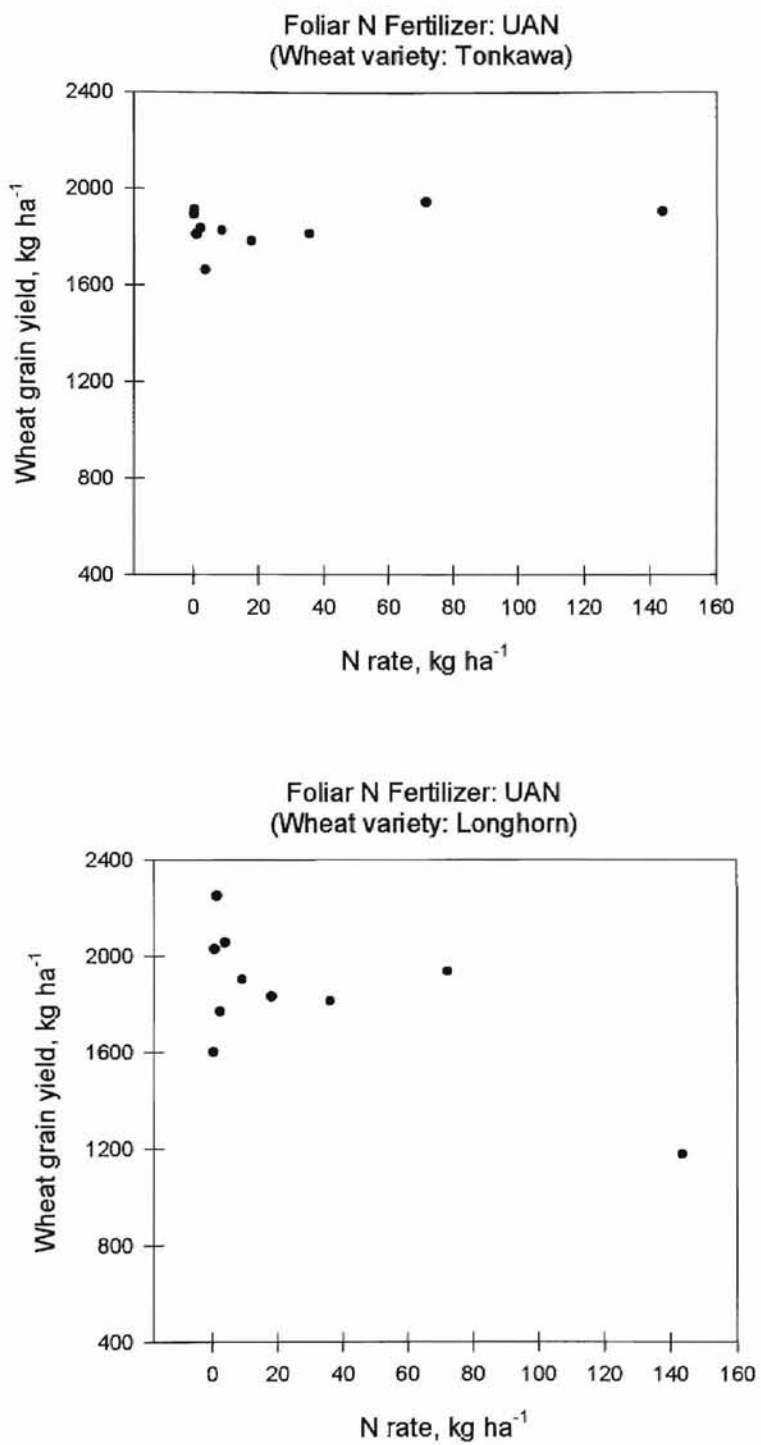 Foliar N Fertilizer: UAN
(Wheat variety: Tonkawa)
2400
2000
1600
1200
800
400
Wheat grain yield, kg ha⁻¹
0 20 40 60 80 100 120 140 160
N rate, kg ha⁻¹
Foliar N Fertilizer: UAN
(Wheat variety: Longhorn)
2400
2000
1600
1200
800
400
Wheat grain yield, kg ha⁻¹
0 20 40 60 80 100 120 140 160
N rate, kg ha⁻¹